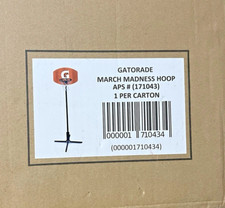 G
GATORADE
MARCH MADNESS HOOP
APS # (171043)
1 PER CARTON
000001 710434
(000001710434)